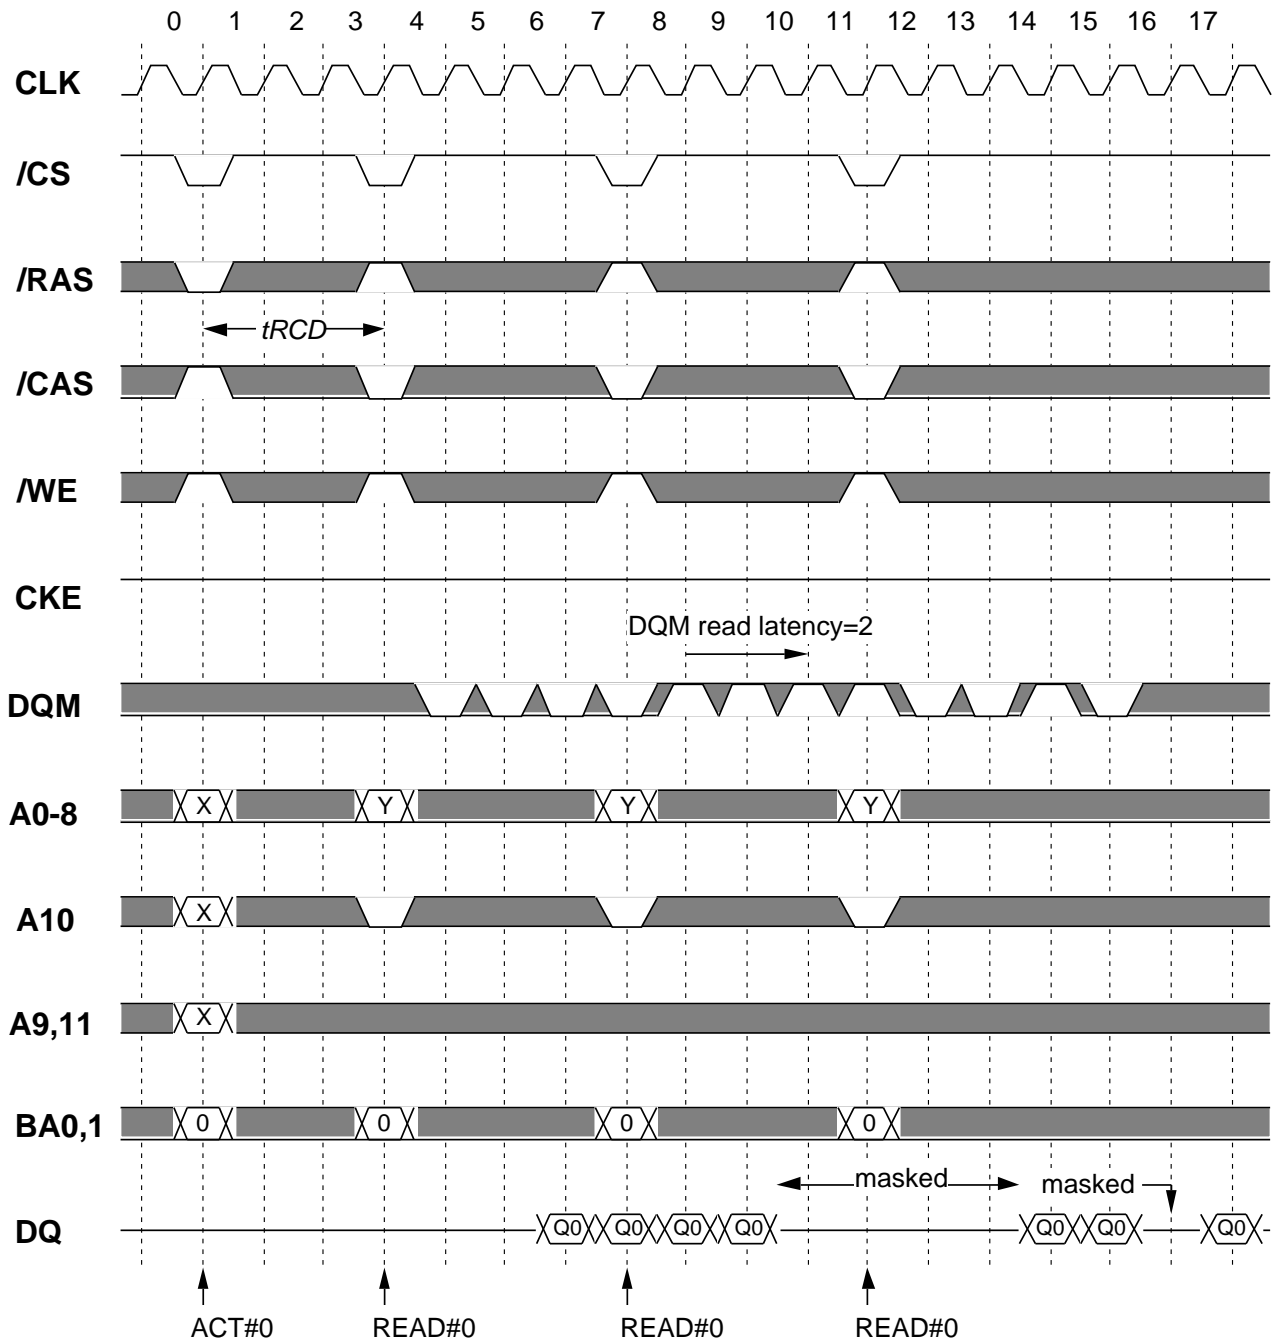 0 1 2 3 4 5 6 7 8 9 10 11 12 13 14 15 16 17
CLK
/CS
/RAS
tRCD
/CAS
/WE
CKE
DQM read latency=2
DQM
A0-8 X Y Y Y
A10 X
A9,11 X
BA0,1 0 0 0 0
masked masked
DQ Q0 Q0 Q0 Q0 Q0 Q0 Q0
ACT#0 READ#0 READ#0 READ#0